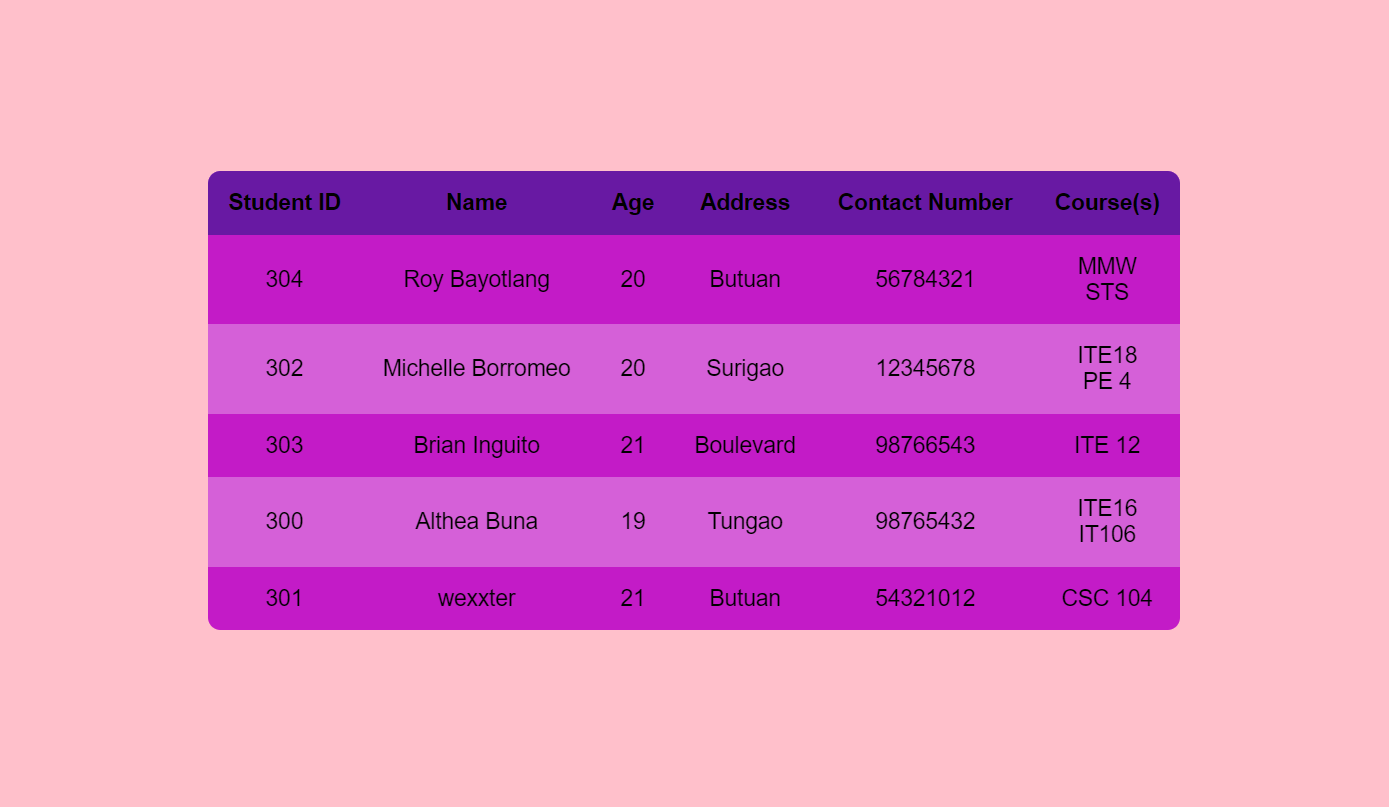 Student ID Name Age Address Contact Number Course(s)
304 Roy Bayotlang 20 Butuan 56784321 MMW
STS
302 Michelle Borromeo 20 Surigao 12345678 ITE18
PE 4
303 Brian Inguito 21 Boulevard 98766543 ITE 12
300 Althea Buna 19 Tungao 98765432 ITE16
IT106
301 wexxter 21 Butuan 54321012 CSC 104